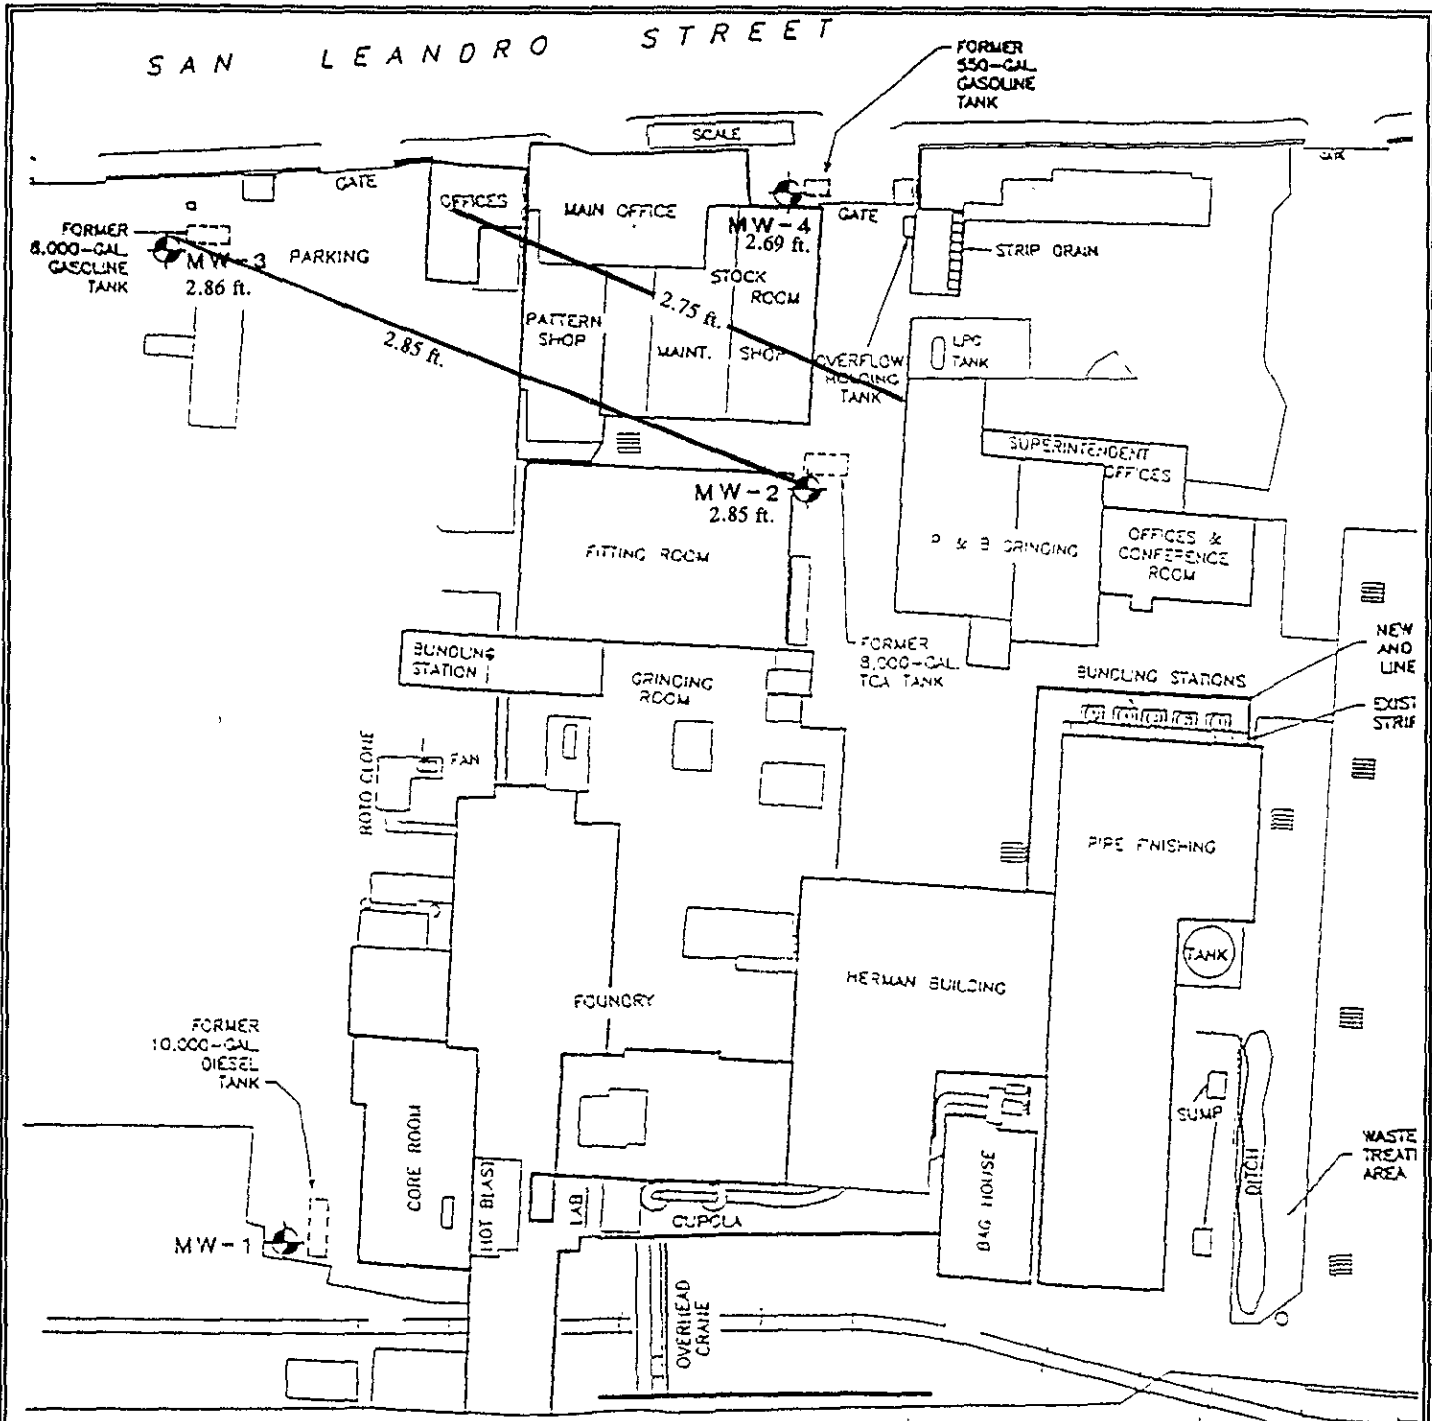 SAN LEANDRO STREET
FORMER
550-GAL.
GASOLINE
TANK
SCALE
GATE
OFFICES
MAIN OFFICE
MW-4
2.69 ft.
GATE
FORMER
8,000-GAL.
GASOLINE
TANK
MW-3
2.86 ft.
PARKING
STRIP DRAIN
STOCK
ROOM
2.75 ft.
PATTERN
SHOP
MAINT.
SHOP
2.85 ft.
OVERFLOW
HOLDING
TANK
LPG
TANK
SUPERINTENDENT
OFFICES
MW-2
2.85 ft.
FITTING ROOM
P & B GRINDING
OFFICES &
CONFERENCE
ROOM
FORMER
8,000-GAL.
TCA TANK
NEW
AND
LINE
BUNDLING
STATION
GRINDING
ROOM
BUNDLING STATIONS
EXIST
STRIP
ROTO CLONE
FAN
PIPE FINISHING
TANK
HERMAN BUILDING
FOUNDRY
FORMER
10,000-GAL.
DIESEL
TANK
CORE ROOM
SUMP
DITCH
WASTE
TREAT
AREA
HOT BLAST
LAB
CUPOLA
BAG HOUSE
MW-1
OVERHEAD
CRANE